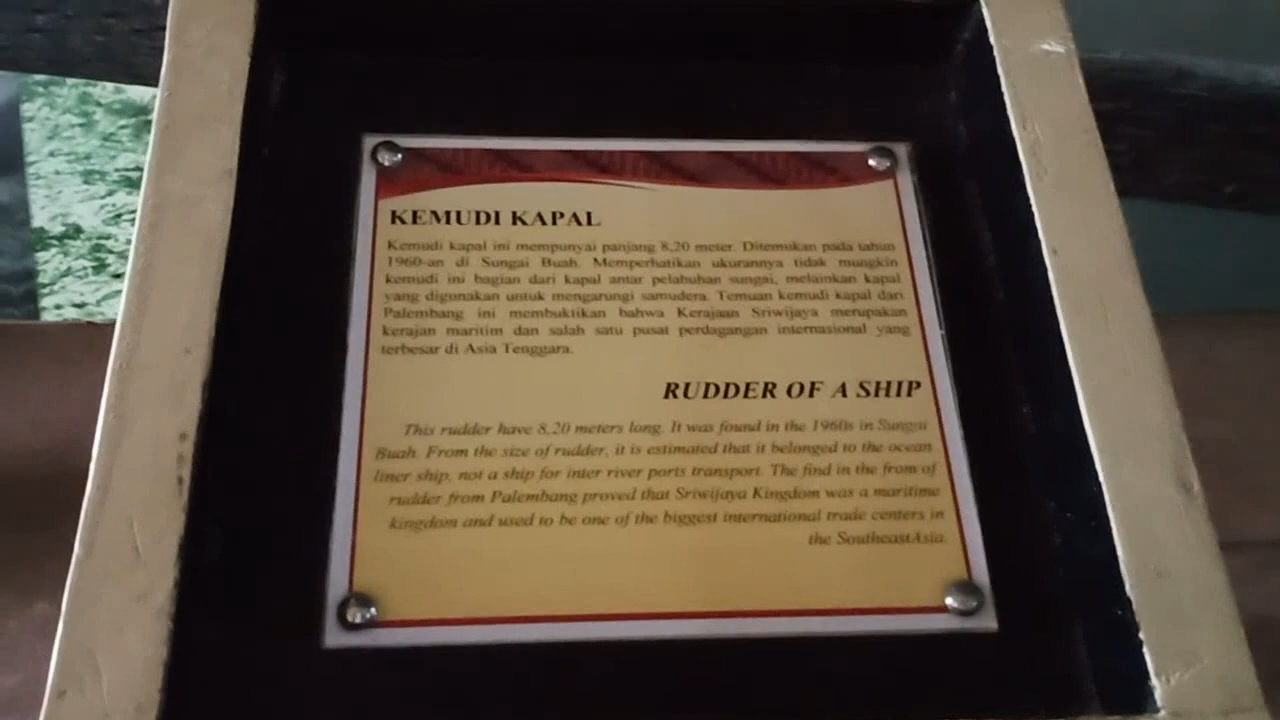 KEMUDI KAPAL
Kemudi kapal ini mempunyai panjang 8,20 meter. Ditemukan pada tahun
1960-an di Sungai Buah. Memperhatikan ukurannya tidak mungkin
kemudi ini bagian dari kapal antar pelabuhan sungai, melainkan kapal
yang digunakan untuk mengarungi samudera. Temuan kemudi kapal dari
Palembang ini membuktikan bahwa Kerajaan Sriwijaya merupakan
kerajan maritim dan salah satu pusat perdagangan internasional yang
terbesar di Asia Tenggara.
RUDDER OF A SHIP
This rudder have 8,20 meters long. It was found in the 1960s in Sungai
Buah. From the size of rudder, it is estimated that it belonged to the ocean
liner ship, not a ship for inter river ports transport. The find in the from of
rudder from Palembang proved that Sriwijaya Kingdom was a maritime
kingdom and used to be one of the biggest international trade centers in
the SoutheastAsia.